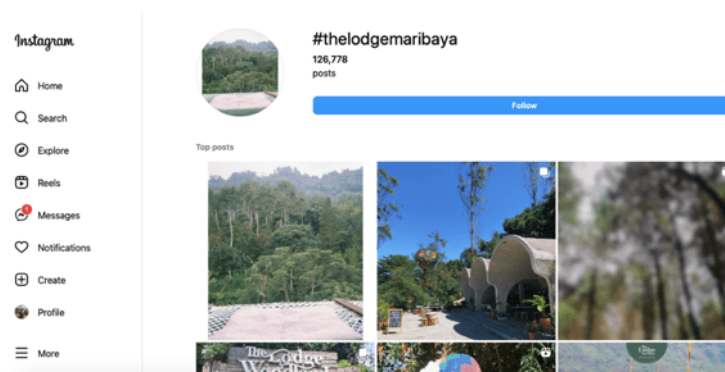 Instagram
Home
Search
Explore
Reels
1
Messages
Notifications
Create
Profile
More
#thelodgemaribaya
126,778
posts
Follow
Top posts
The Lodge